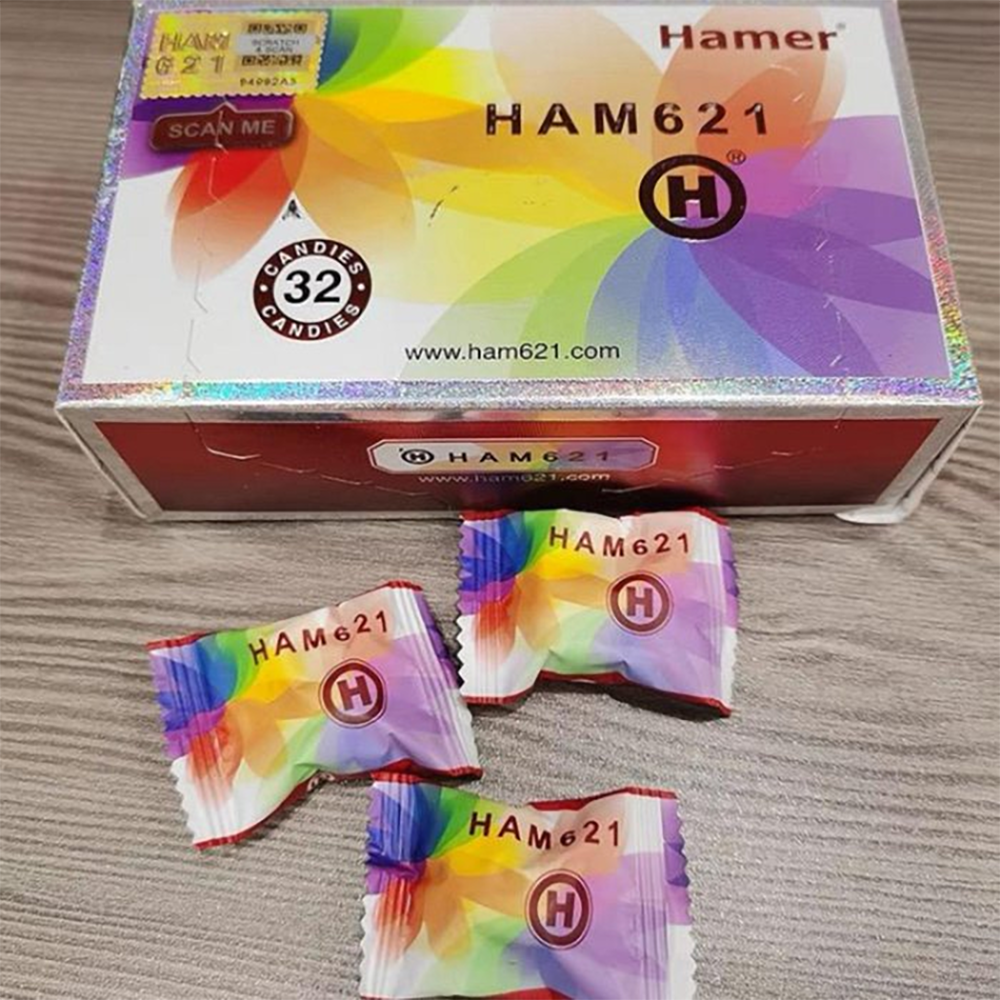 HAM
621
SCRATCH
& SCAN
SCAN ME
Hamer®
HAM621
H®
CANDIES
32
CANDIES
www.ham621.com
H HAM621
www.ham621.com
HAM621
H
HAM621
H
HAM621
H